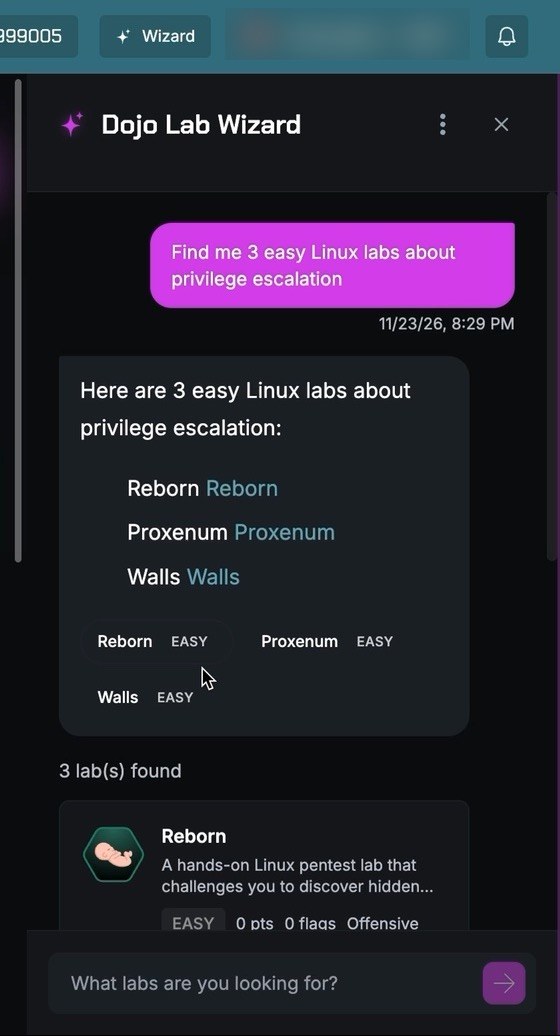 999005
Wizard
Dojo Lab Wizard
Find me 3 easy Linux labs about
privilege escalation
11/23/26, 8:29 PM
Here are 3 easy Linux labs about
privilege escalation:
Reborn Reborn
Proxenum Proxenum
Walls Walls
Reborn EASY Proxenum EASY
Walls EASY
3 lab(s) found
Reborn
A hands-on Linux pentest lab that
challenges you to discover hidden...
EASY 0 pts 0 flags Offensive
What labs are you looking for?